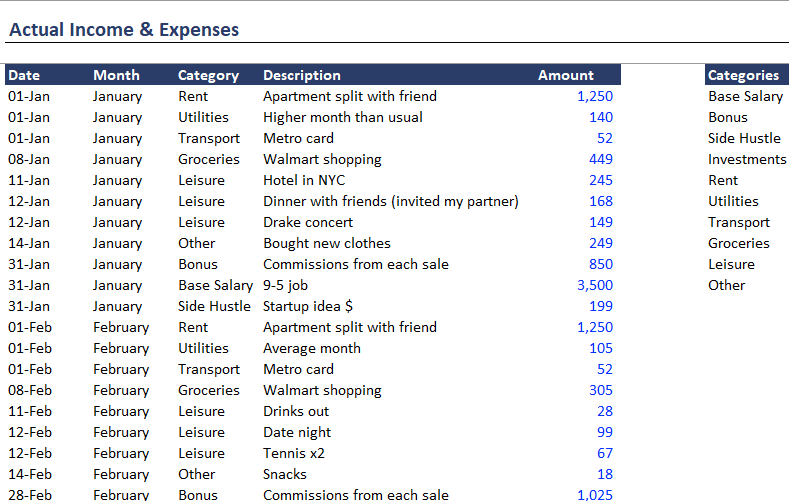 Actual Income & Expenses
Date Month Category Description Amount Categories
01-Jan January Rent Apartment split with friend 1,250 Base Salary
01-Jan January Utilities Higher month than usual 140 Bonus
01-Jan January Transport Metro card 52 Side Hustle
08-Jan January Groceries Walmart shopping 449 Investments
11-Jan January Leisure Hotel in NYC 245 Rent
12-Jan January Leisure Dinner with friends (invited my partner) 168 Utilities
12-Jan January Leisure Drake concert 149 Transport
14-Jan January Other Bought new clothes 249 Groceries
31-Jan January Bonus Commissions from each sale 850 Leisure
31-Jan January Base Salary 9-5 job 3,500 Other
31-Jan January Side Hustle Startup idea $ 199
01-Feb February Rent Apartment split with friend 1,250
01-Feb February Utilities Average month 105
01-Feb February Transport Metro card 52
08-Feb February Groceries Walmart shopping 305
11-Feb February Leisure Drinks out 28
12-Feb February Leisure Date night 99
12-Feb February Leisure Tennis x2 67
14-Feb February Other Snacks 18
28-Feb February Bonus Commissions from each sale 1,025